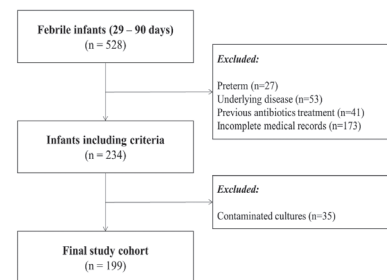 Febrile infants (29 – 90 days)
(n = 528)
Excluded:
Preterm (n=27)
Underlying disease (n=53)
Previous antibiotics treatment (n=41)
Incomplete medical records (n=173)
Infants including criteria
(n = 234)
Excluded:
Contaminated cultures (n=35)
Final study cohort
(n = 199)